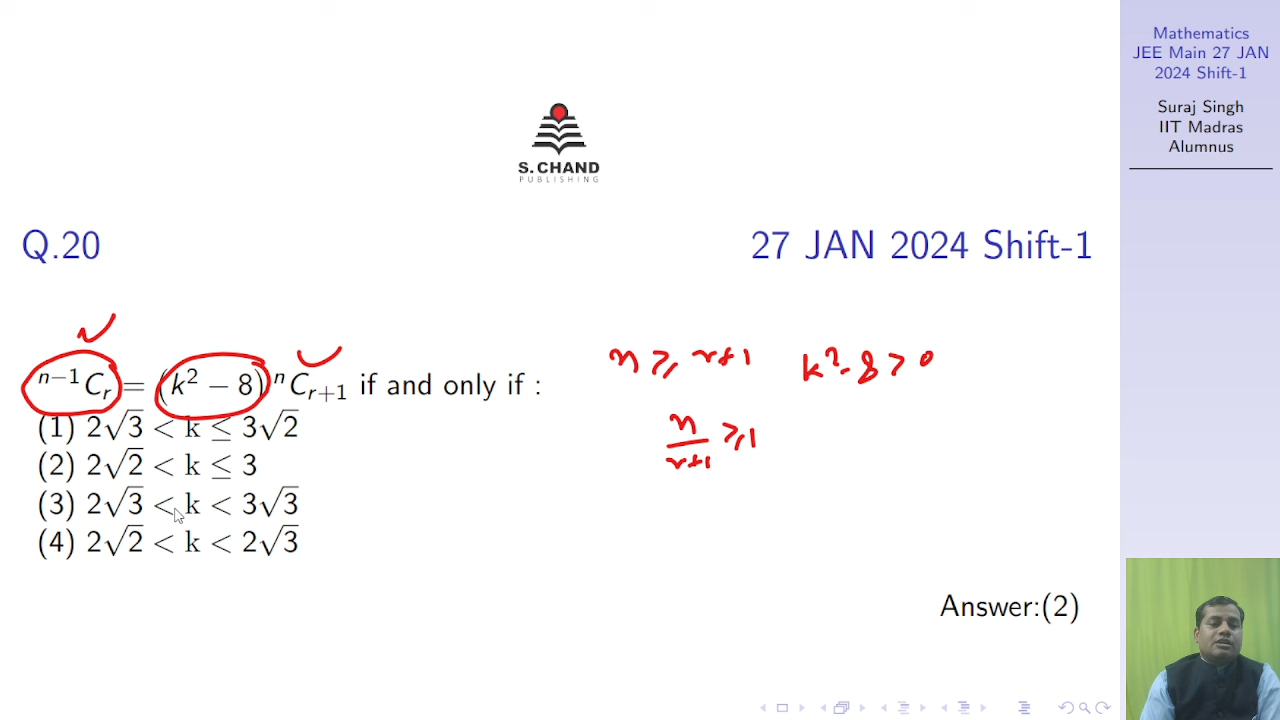 Mathematics
JEE Main 27 JAN
2024 Shift-1
Suraj Singh
IIT Madras
Alumnus
S.CHAND
PUBLISHING
Q.20
27 JAN 2024 Shift-1
ⁿ⁻¹Cᵣ = (k² − 8) ⁿCᵣ₊₁ if and only if :
(1) 2√3 < k ≤ 3√2
(2) 2√2 < k ≤ 3
(3) 2√3 < k < 3√3
(4) 2√2 < k < 2√3
n ≥ r+1 k² - 8 > 0
n/r+1 ≥ 1
Answer:(2)